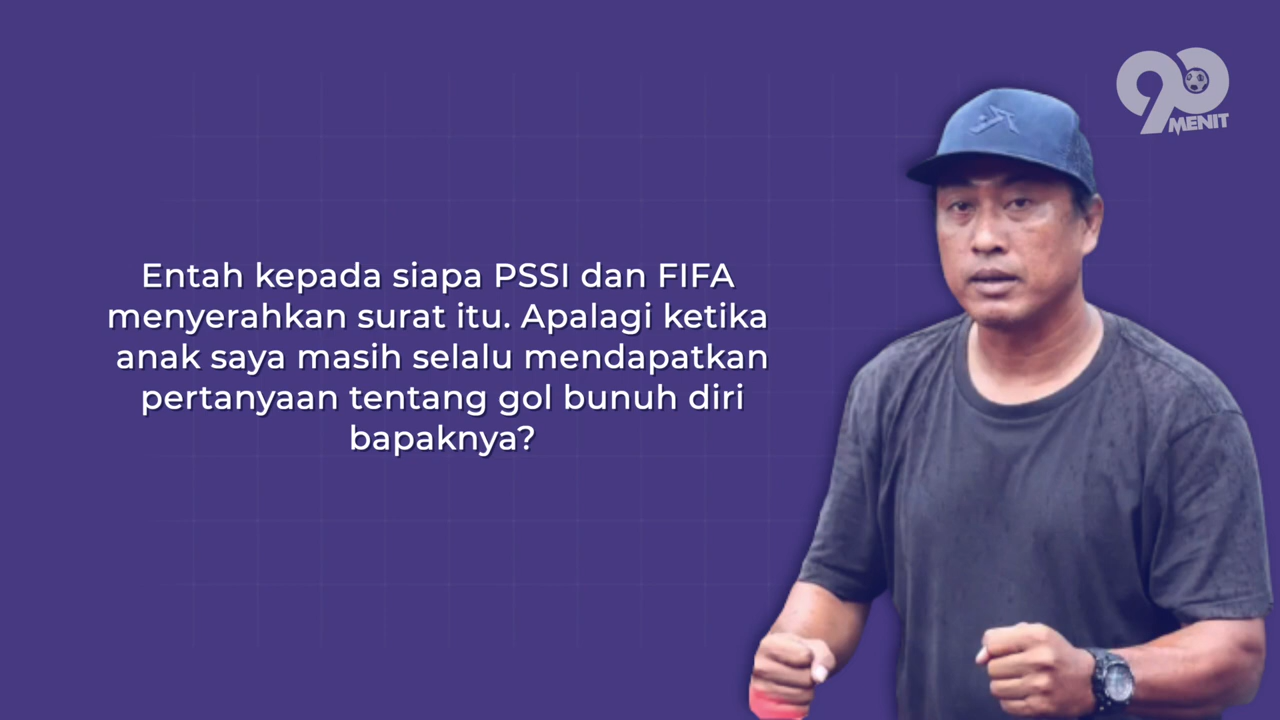 90
MENIT
Entah kepada siapa PSSI dan FIFA
menyerahkan surat itu. Apalagi ketika
anak saya masih selalu mendapatkan
pertanyaan tentang gol bunuh diri
bapaknya?